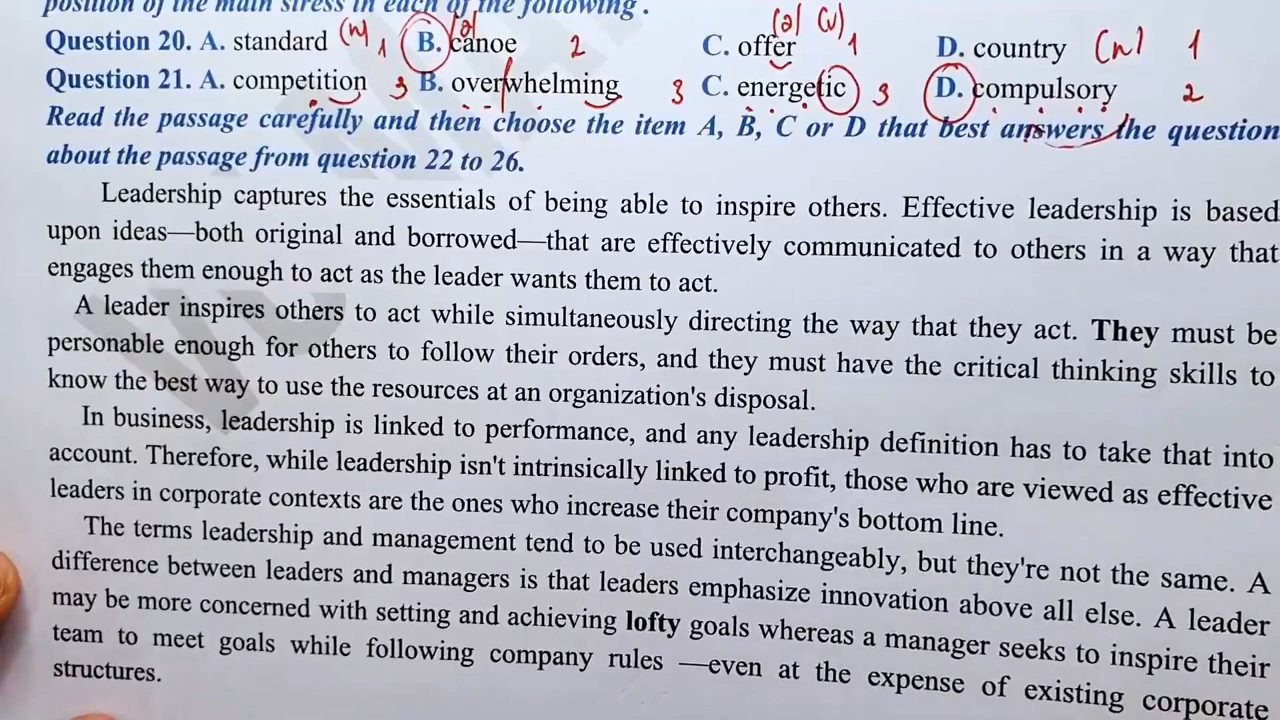 position of the main stress in each of the following.
Question 20. A. standard (n) 1 B. canoe /ə/ 2 C. offer (ə) (v) 1 D. country (n) 1
Question 21. A. competition 3 B. overwhelming 3 C. energetic 3 D. compulsory 2
Read the passage carefully and then choose the item A, B, C or D that best answers the question
about the passage from question 22 to 26.
Leadership captures the essentials of being able to inspire others. Effective leadership is based
upon ideas—both original and borrowed—that are effectively communicated to others in a way that
engages them enough to act as the leader wants them to act.
A leader inspires others to act while simultaneously directing the way that they act. They must be
personable enough for others to follow their orders, and they must have the critical thinking skills to
know the best way to use the resources at an organization's disposal.
In business, leadership is linked to performance, and any leadership definition has to take that into
account. Therefore, while leadership isn't intrinsically linked to profit, those who are viewed as effective
leaders in corporate contexts are the ones who increase their company's bottom line.
The terms leadership and management tend to be used interchangeably, but they're not the same. A
difference between leaders and managers is that leaders emphasize innovation above all else. A leader
may be more concerned with setting and achieving lofty goals whereas a manager seeks to inspire their
team to meet goals while following company rules —even at the expense of existing corporate
structures.